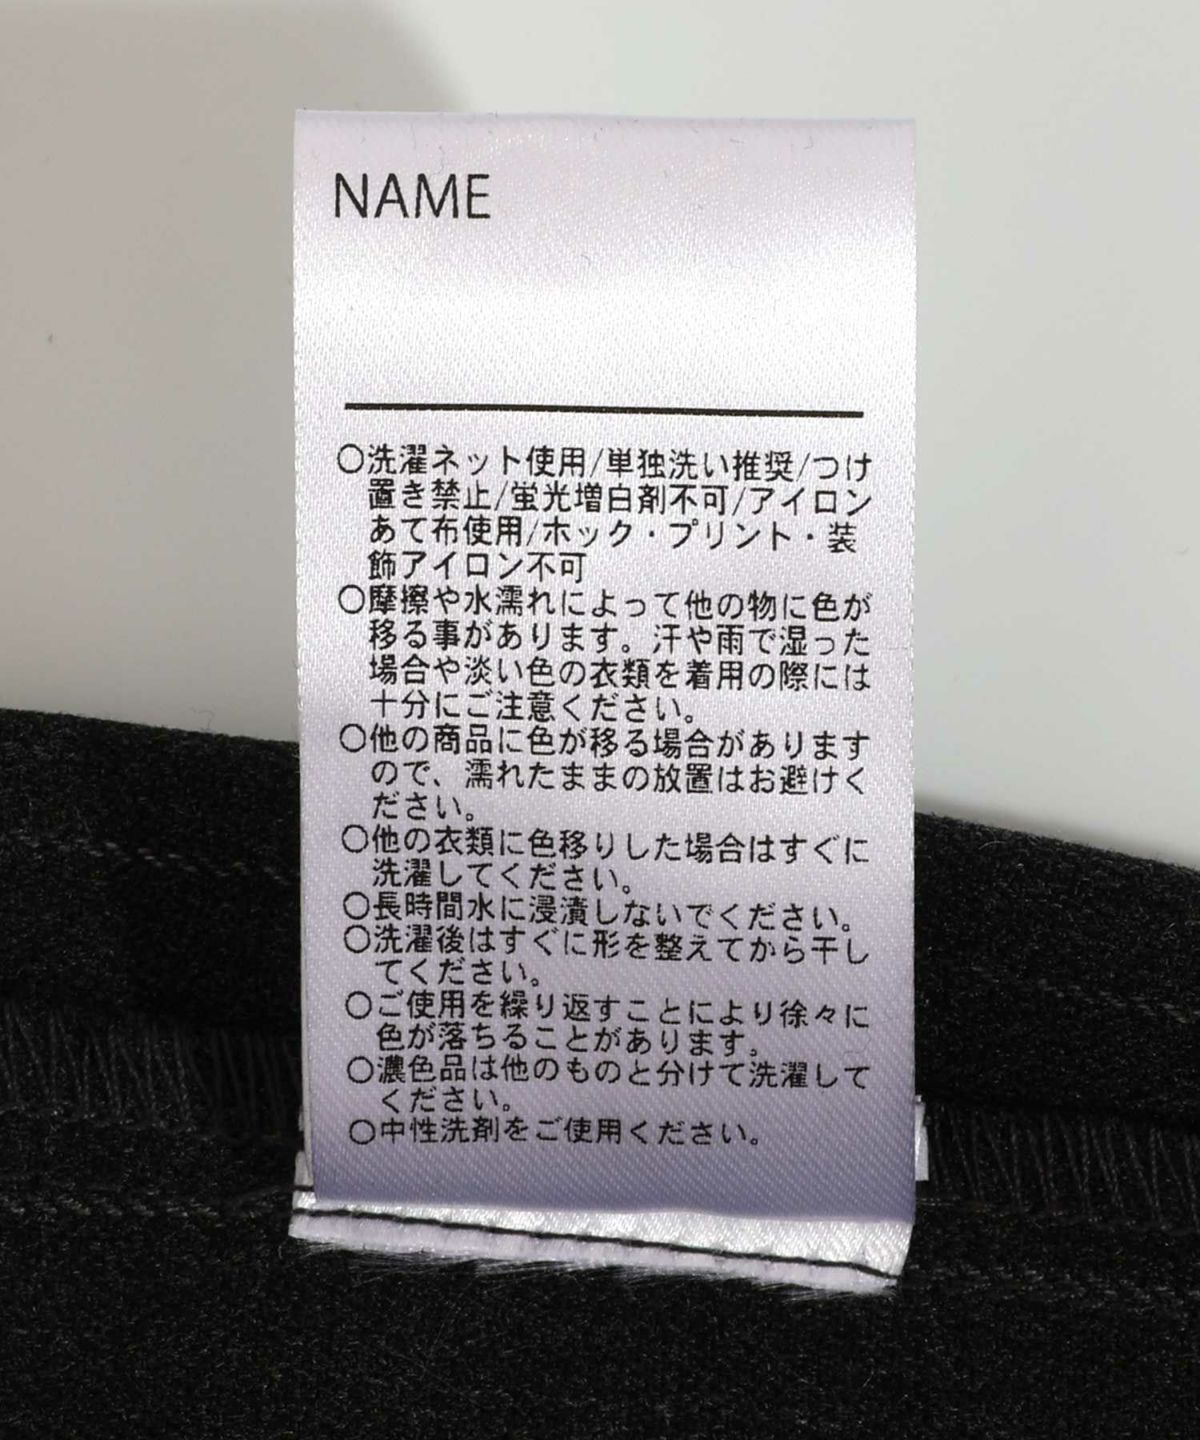 NAME
○洗濯ネット使用/単独洗い推奨/つけ
置き禁止/蛍光増白剤不可/アイロン
あて布使用/ホック・プリント・装
飾アイロン不可
○摩擦や水濡れによって他の物に色が
移る事があります。汗や雨で湿った
場合や淡い色の衣類を着用の際には
十分にご注意ください。
○他の商品に色が移る場合があります
ので、濡れたままの放置はお避けく
ださい。
○他の衣類に色移りした場合はすぐに
洗濯してください。
○長時間水に浸漬しないでください。
○洗濯後はすぐに形を整えてから干し
てください。
○ご使用を繰り返すことにより徐々に
色が落ちることがあります。
○濃色品は他のものと分けて洗濯して
ください。
○中性洗剤をご使用ください。